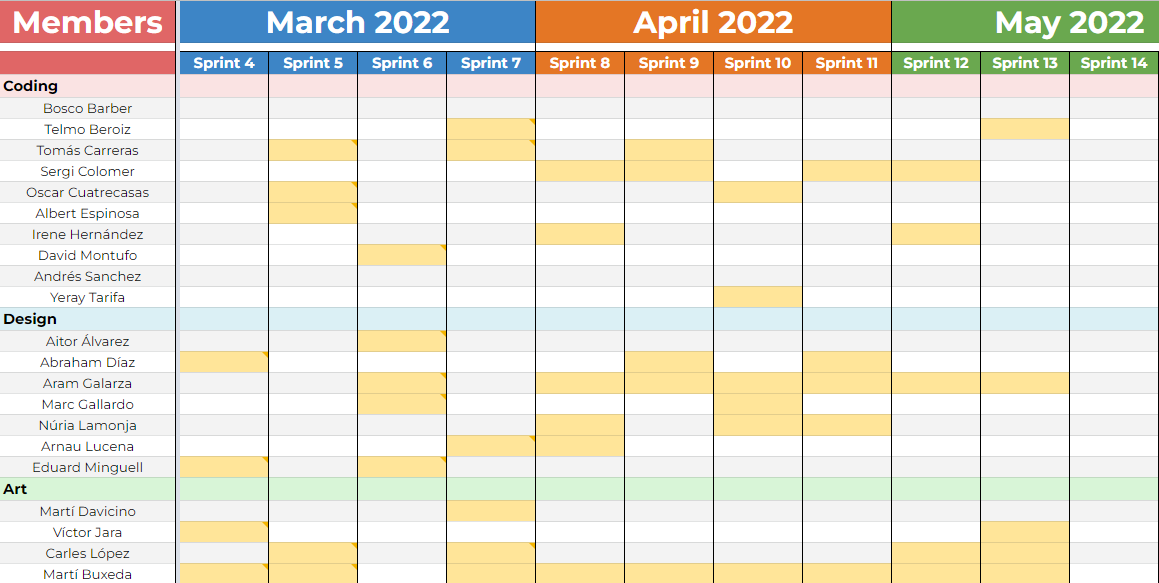 Members March 2022 April 2022 May 2022
Sprint 4 Sprint 5 Sprint 6 Sprint 7 Sprint 8 Sprint 9 Sprint 10 Sprint 11 Sprint 12 Sprint 13 Sprint 14
Coding
Bosco Barber
Telmo Beroiz
Tomás Carreras
Sergi Colomer
Oscar Cuatrecasas
Albert Espinosa
Irene Hernández
David Montufo
Andrés Sanchez
Yeray Tarifa
Design
Aitor Álvarez
Abraham Díaz
Aram Galarza
Marc Gallardo
Núria Lamonja
Arnau Lucena
Eduard Minguell
Art
Martí Davicino
Víctor Jara
Carles López
Martí Buxeda